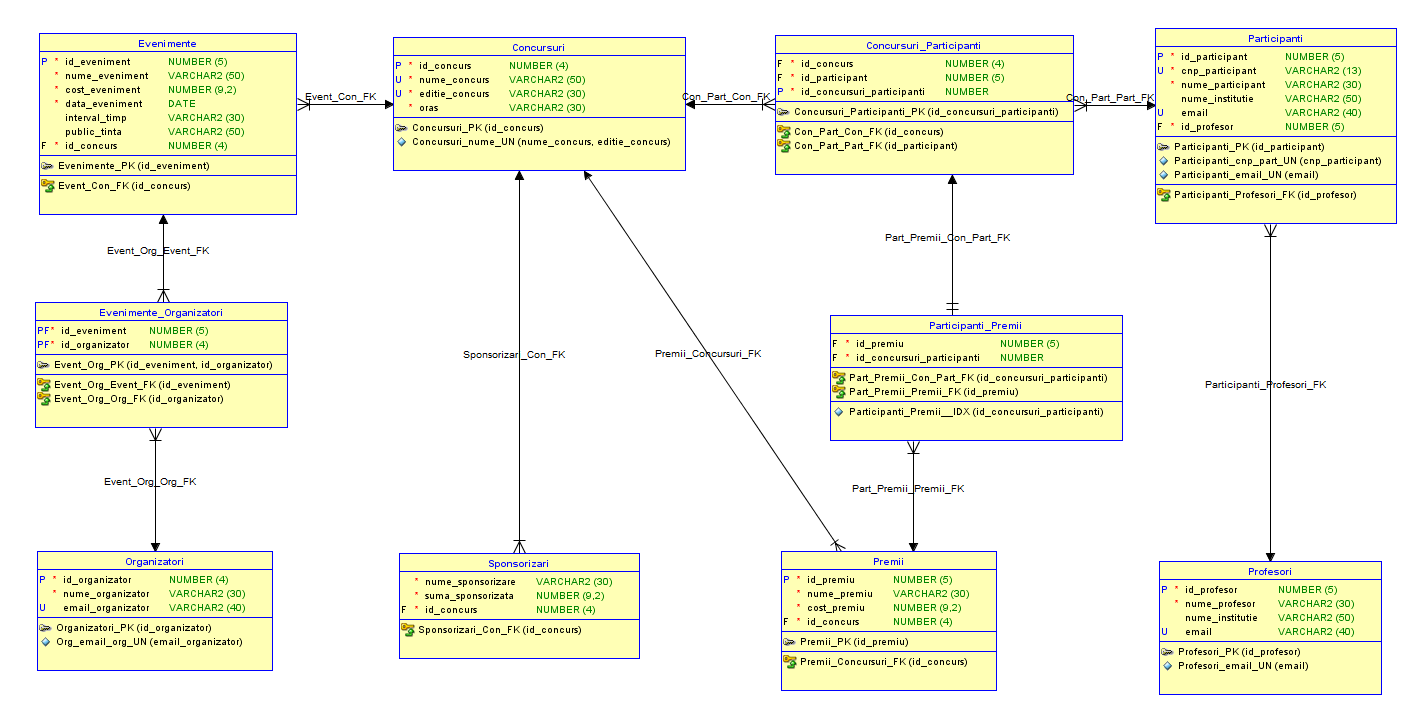 Evenimente
P * id_eveniment NUMBER (5)
* nume_eveniment VARCHAR2 (50)
* cost_eveniment NUMBER (9,2)
* data_eveniment DATE
interval_timp VARCHAR2 (30)
public_tinta VARCHAR2 (50)
F * id_concurs NUMBER (4)
Evenimente_PK (id_eveniment)
Event_Con_FK (id_concurs)
Event_Con_FK
Concursuri
P * id_concurs NUMBER (4)
U * nume_concurs VARCHAR2 (50)
U * editie_concurs VARCHAR2 (30)
* oras VARCHAR2 (30)
Concursuri_PK (id_concurs)
Concursuri_nume_UN (nume_concurs, editie_concurs)
Con_Part_Con_FK
Concursuri_Participanti
F * id_concurs NUMBER (4)
F * id_participant NUMBER (5)
P * id_concursuri_participanti NUMBER
Concursuri_Participanti_PK (id_concursuri_participanti)
Con_Part_Con_FK (id_concurs)
Con_Part_Part_FK (id_participant)
Con_Part_Part_FK
Participanti
P * id_participant NUMBER (5)
U * cnp_participant VARCHAR2 (13)
* nume_participant VARCHAR2 (30)
nume_institutie VARCHAR2 (50)
U email VARCHAR2 (40)
F * id_profesor NUMBER (5)
Participanti_PK (id_participant)
Participanti_cnp_part_UN (cnp_participant)
Participanti_email_UN (email)
Participanti_Profesori_FK (id_profesor)
Event_Org_Event_FK
Part_Premii_Con_Part_FK
Evenimente_Organizatori
PF * id_eveniment NUMBER (5)
PF * id_organizator NUMBER (4)
Event_Org_PK (id_eveniment, id_organizator)
Event_Org_Event_FK (id_eveniment)
Event_Org_Org_FK (id_organizator)
Sponsorizari_Con_FK
Premii_Concursuri_FK
Participanti_Premii
F * id_premiu NUMBER (5)
F * id_concursuri_participanti NUMBER
Part_Premii_Con_Part_FK (id_concursuri_participanti)
Part_Premii_Premii_FK (id_premiu)
Participanti_Premii__IDX (id_concursuri_participanti)
Participanti_Profesori_FK
Event_Org_Org_FK
Part_Premii_Premii_FK
Organizatori
P * id_organizator NUMBER (4)
* nume_organizator VARCHAR2 (30)
U email_organizator VARCHAR2 (40)
Organizatori_PK (id_organizator)
Org_email_org_UN (email_organizator)
Sponsorizari
* nume_sponsorizare VARCHAR2 (30)
* suma_sponsorizata NUMBER (9,2)
F * id_concurs NUMBER (4)
Sponsorizari_Con_FK (id_concurs)
Premii
P * id_premiu NUMBER (5)
* nume_premiu VARCHAR2 (30)
* cost_premiu NUMBER (9,2)
F * id_concurs NUMBER (4)
Premii_PK (id_premiu)
Premii_Concursuri_FK (id_concurs)
Profesori
P * id_profesor NUMBER (5)
* nume_profesor VARCHAR2 (30)
nume_institutie VARCHAR2 (50)
U email VARCHAR2 (40)
Profesori_PK (id_profesor)
Profesori_email_UN (email)